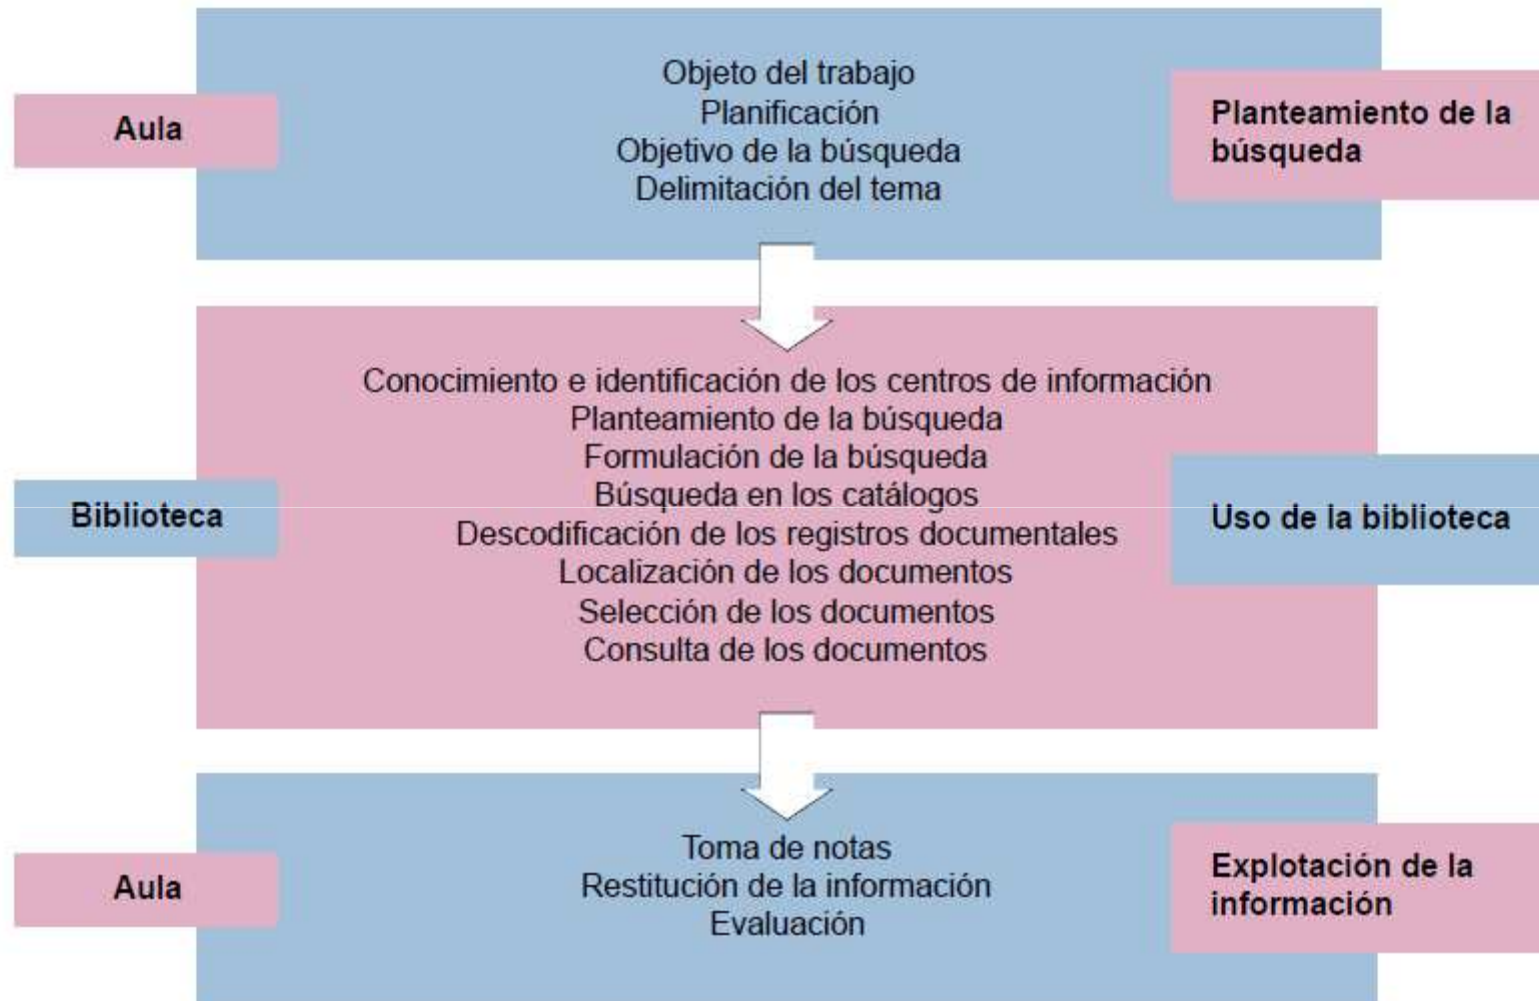 Aula
Objeto del trabajo
Planificación
Objetivo de la búsqueda
Delimitación del tema
Planteamiento de la
búsqueda
Biblioteca
Conocimiento e identificación de los centros de información
Planteamiento de la búsqueda
Formulación de la búsqueda
Búsqueda en los catálogos
Descodificación de los registros documentales
Localización de los documentos
Selección de los documentos
Consulta de los documentos
Uso de la biblioteca
Aula
Toma de notas
Restitución de la información
Evaluación
Explotación de la
información